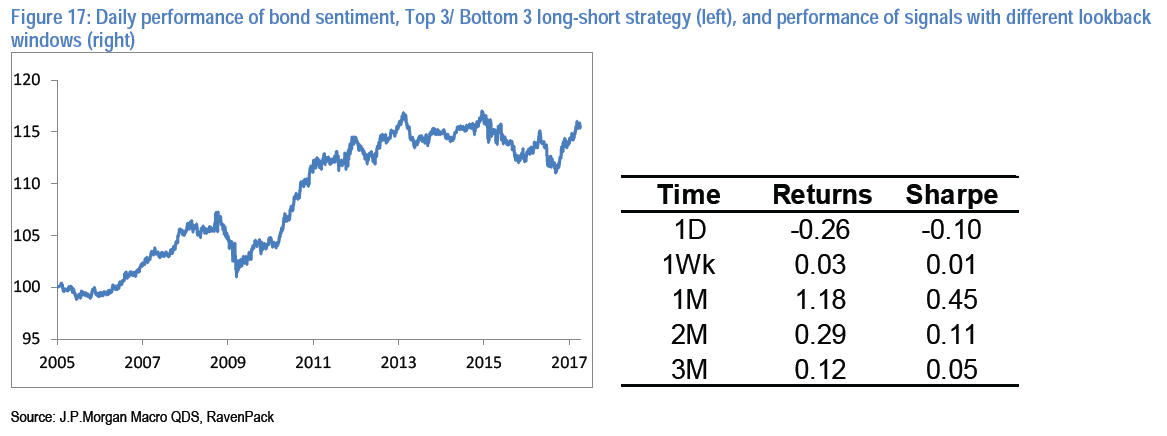 Figure 17: Daily performance of bond sentiment, Top 3/ Bottom 3 long-short strategy (left), and performance of signals with different lookback
windows (right)
120
115
110
105
100
95
2005 2007 2009 2011 2013 2015 2017
Time Returns Sharpe
1D -0.26 -0.10
1Wk 0.03 0.01
1M 1.18 0.45
2M 0.29 0.11
3M 0.12 0.05
Source: J.P.Morgan Macro QDS, RavenPack